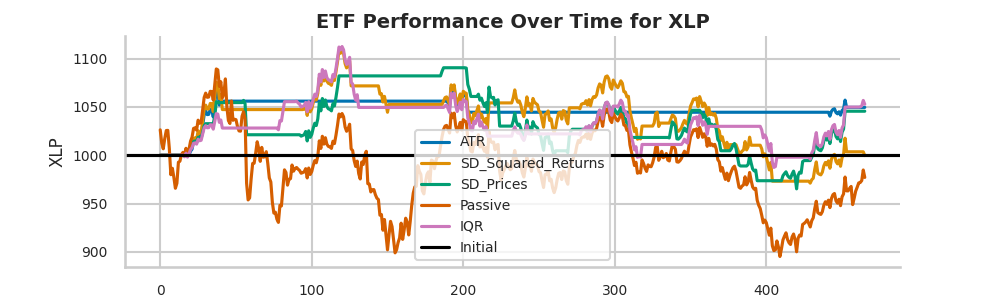 ETF Performance Over Time for XLP
1100
1050
1000
950
900
XLP
ATR
SD_Squared_Returns
SD_Prices
Passive
IQR
Initial
0
100
200
300
400